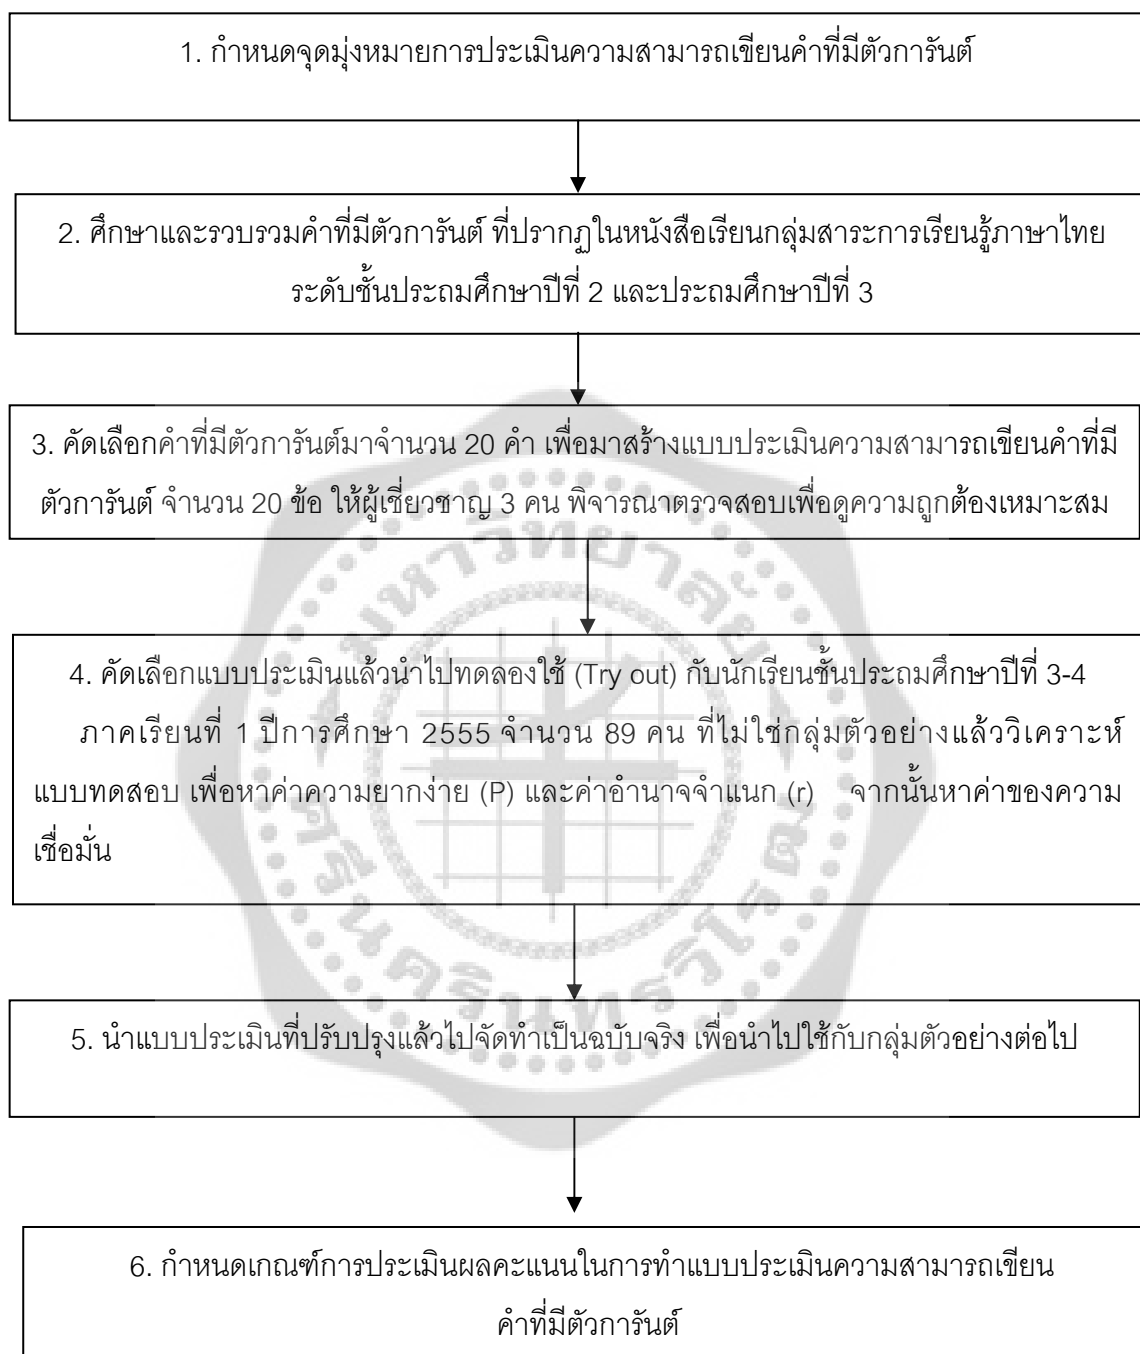 1. กำหนดจุดมุ่งหมายการประเมินความสามารถเขียนคำที่มีตัวการันต์
2. ศึกษาและรวบรวมคำที่มีตัวการันต์ ที่ปรากฏในหนังสือเรียนกลุ่มสาระการเรียนรู้ภาษาไทย
ระดับชั้นประถมศึกษาปีที่ 2 และประถมศึกษาปีที่ 3
3. คัดเลือกคำที่มีตัวการันต์มาจำนวน 20 คำ เพื่อมาสร้างแบบประเมินความสามารถเขียนคำที่มี
ตัวการันต์ จำนวน 20 ข้อ ให้ผู้เชี่ยวชาญ 3 คน พิจารณาตรวจสอบเพื่อดูความถูกต้องเหมาะสม
4. คัดเลือกแบบประเมินแล้วนำไปทดลองใช้ (Try out) กับนักเรียนชั้นประถมศึกษาปีที่ 3-4
ภาคเรียนที่ 1 ปีการศึกษา 2555 จำนวน 89 คน ที่ไม่ใช่กลุ่มตัวอย่างแล้ววิเคราะห์
แบบทดสอบ เพื่อหาค่าความยากง่าย (P) และค่าอำนาจจำแนก (r) จากนั้นหาค่าของความ
เชื่อมั่น
5. นำแบบประเมินที่ปรับปรุงแล้วไปจัดทำเป็นฉบับจริง เพื่อนำไปใช้กับกลุ่มตัวอย่างต่อไป
6. กำหนดเกณฑ์การประเมินผลคะแนนในการทำแบบประเมินความสามารถเขียน
คำที่มีตัวการันต์
มหาวิทยาลัย
ศรีนครินทรวิโรฒ